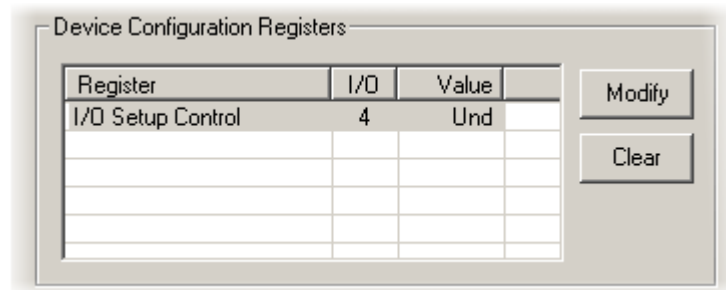 Device Configuration Registers
Register I/O Value
I/O Setup Control 4 Und
Modify
Clear